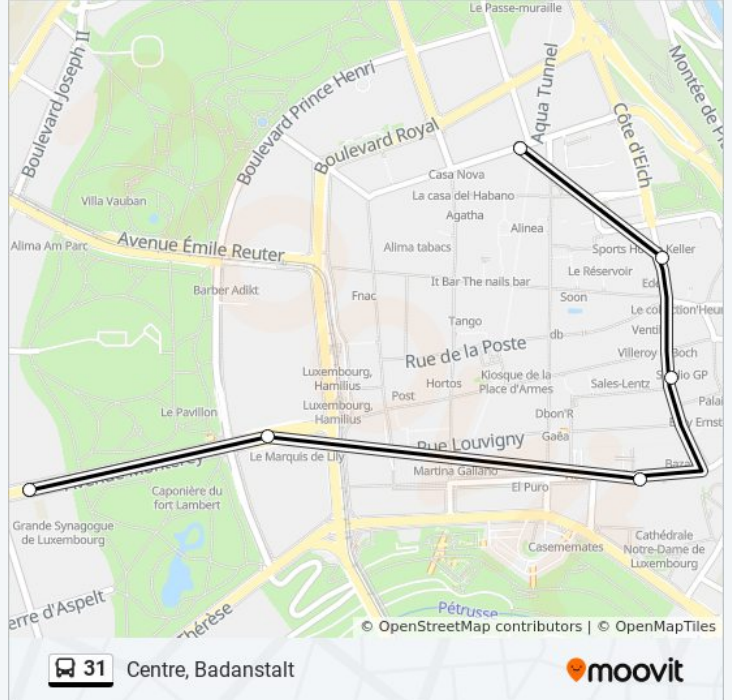 Le Passe-muraille
Boulevard Joseph II
Boulevard Prince Henri
Boulevard Royal
Aqua Tunnel
Côte d'Eich
Montée de
Casa Nova
La casa del Habano
Agatha
Villa Vauban
Alinea
Alima Am Parc
Avenue Émile Reuter
Alima tabacs
Sports
Keller
Le Réservoir
It Bar The nails bar
Barber Adikt
Fnac
Soon
Tango
db
Rue de la Poste
Villeroy
Boch
Luxembourg,
Hamilius
Kiosque de la
Place d'Armes
GP
Hortos
Sales-Lentz
Post
Luxembourg,
Hamilius
Le Pavillon
Dbon'R
Ernst
Gaêa
Rue Louvigny
Le Marquis de Lily
Martina Galiano
El Puro
Caponière du
fort Lambert
Grande Synagogue
de Luxembourg
Casememates
Cathédrale
Notre-Dame de
Luxembourg
Pétrusse
© OpenStreetMap contributors | © OpenMapTiles
31 Centre, Badanstalt
moovit